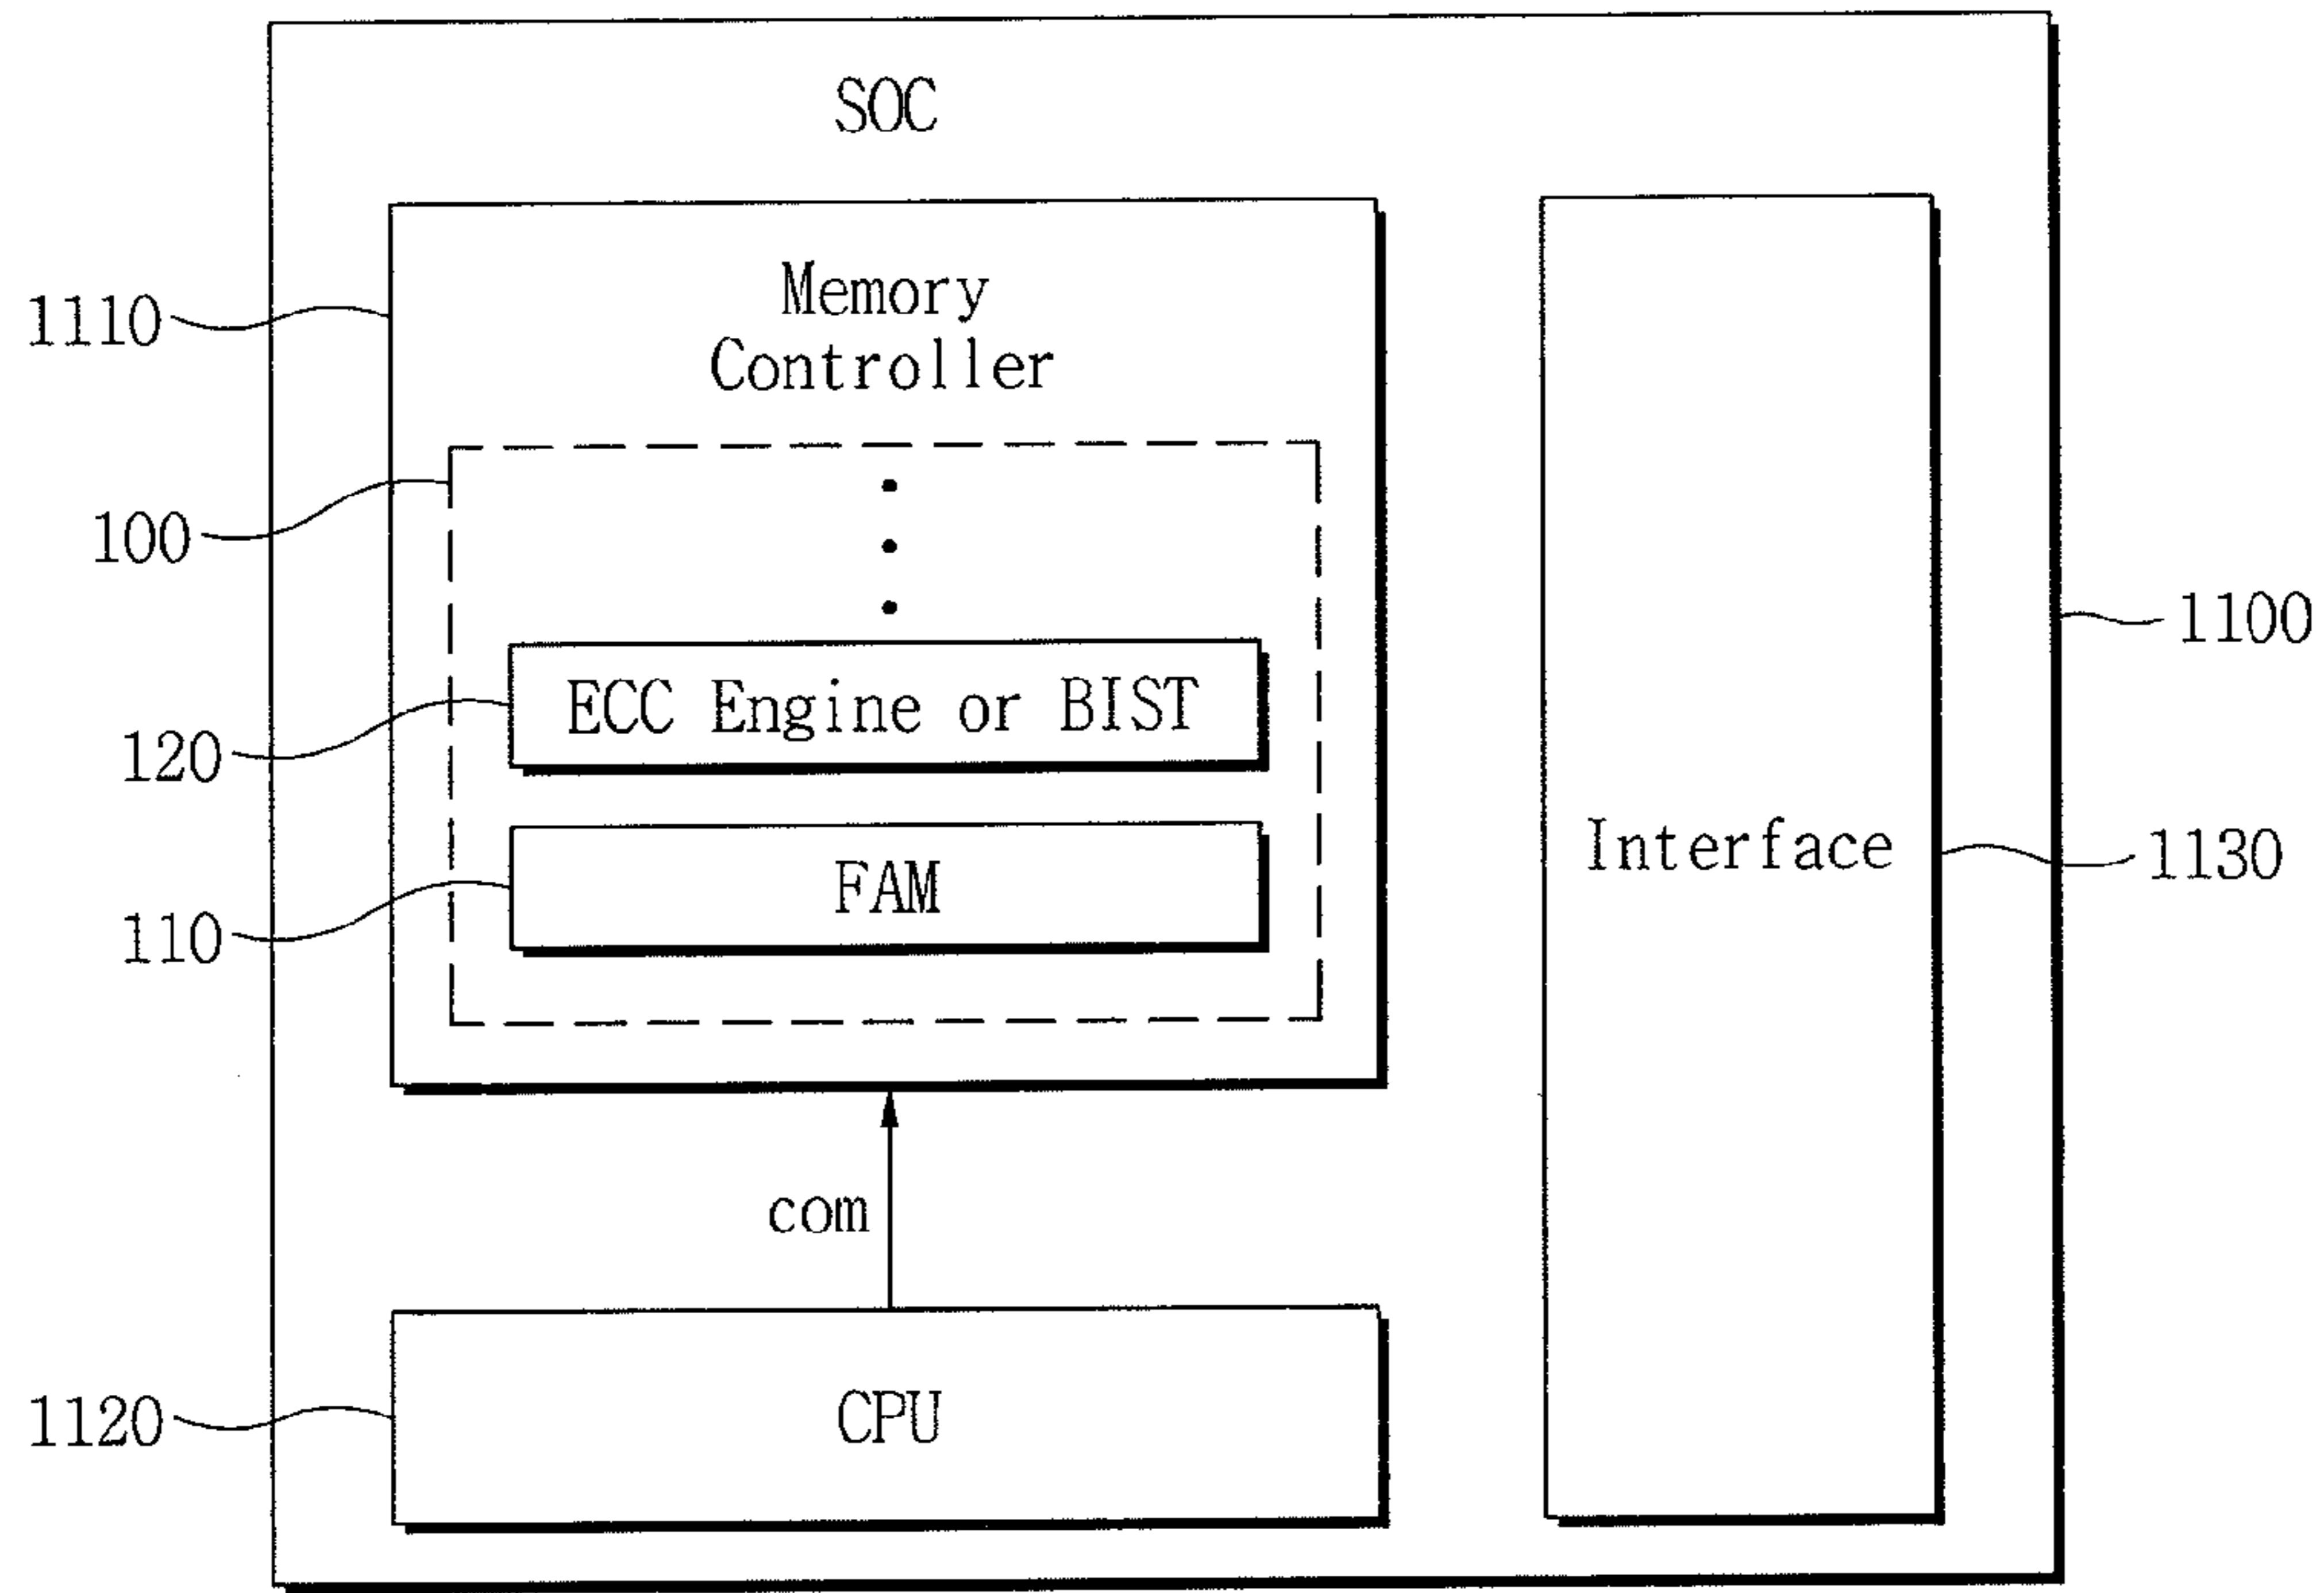 SOC
Memory
Controller
1110
100
ECC Engine or BIST
120
FAM
110
Interface
1100
1130
com
CPU
1120